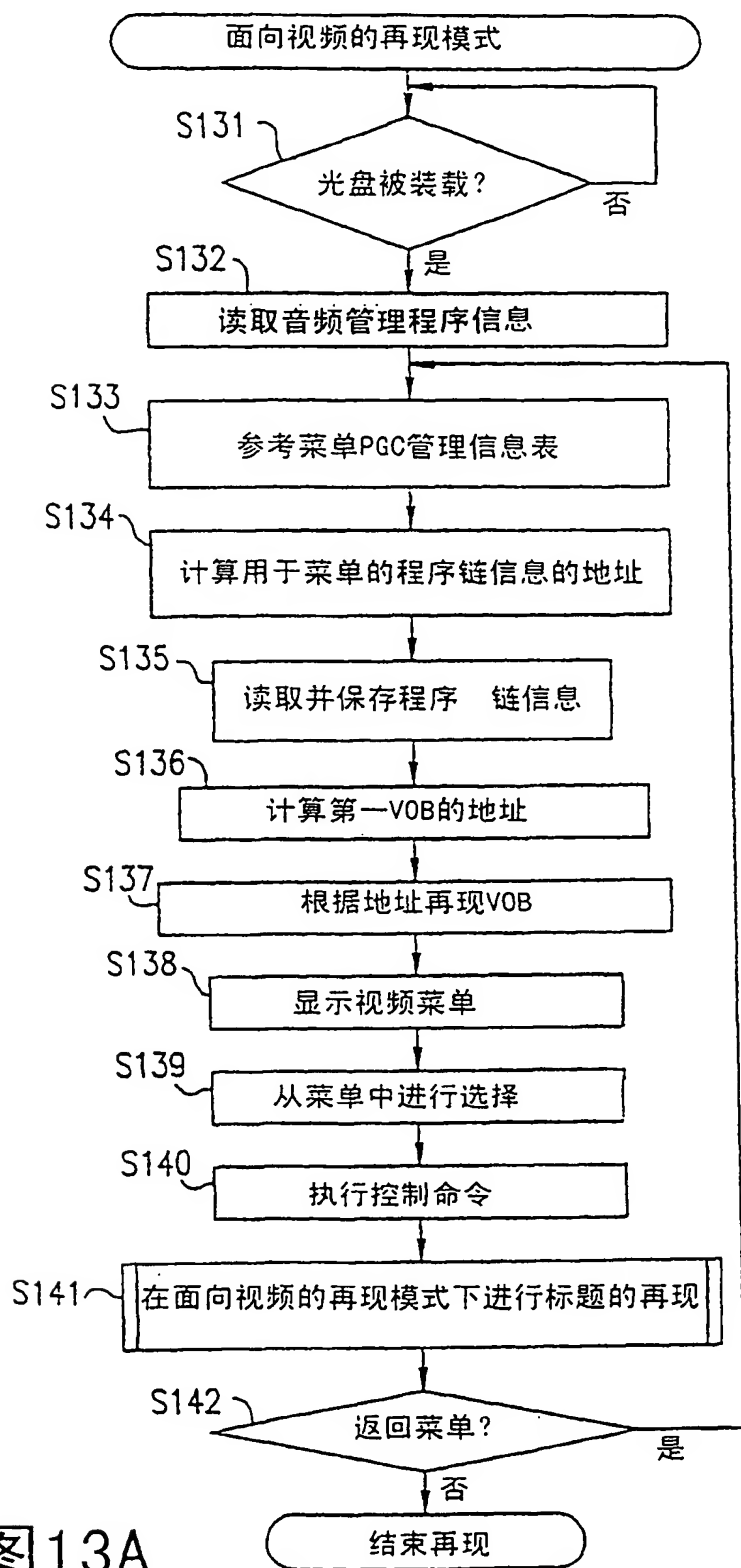 面向视频的再现模式
S131
光盘被装载?
否
是
S132
读取音频管理程序信息
S133
参考菜单PGC管理信息表
S134
计算用于菜单的程序链信息的地址
S135
读取并保存程序 链信息
S136
计算第一VOB的地址
S137
根据地址再现VOB
S138
显示视频菜单
S139
从菜单中进行选择
S140
执行控制命令
S141
在面向视频的再现模式下进行标题的再现
S142
返回菜单?
是
否
结束再现
图13A